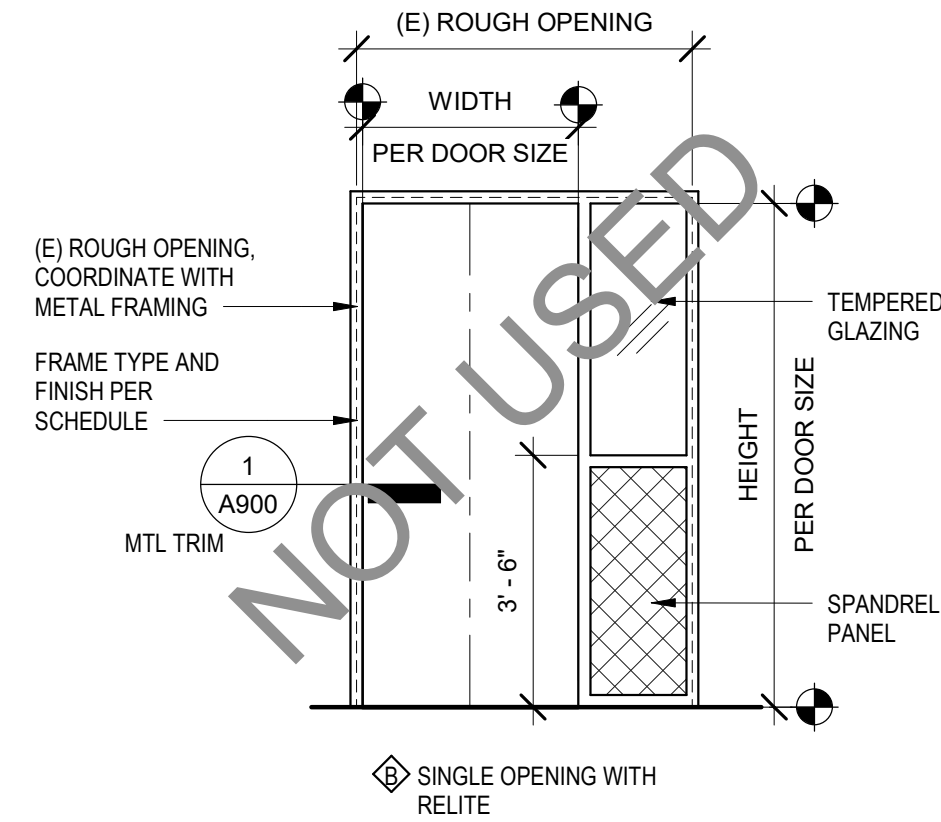 (E) ROUGH OPENING
WIDTH
PER DOOR SIZE
(E) ROUGH OPENING,
COORDINATE WITH
METAL FRAMING
FRAME TYPE AND
FINISH PER
SCHEDULE
1
A900
MTL TRIM
NOT USED
3' - 6"
TEMPERED
GLAZING
HEIGHT
PER DOOR SIZE
SPANDREL
PANEL
B SINGLE OPENING WITH
RELITE